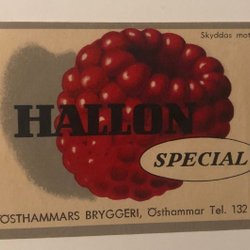 Skyddas mot
HALLON
SPECIAL
ÖSTHAMMARS BRYGGERI, Östhammar Tel. 132